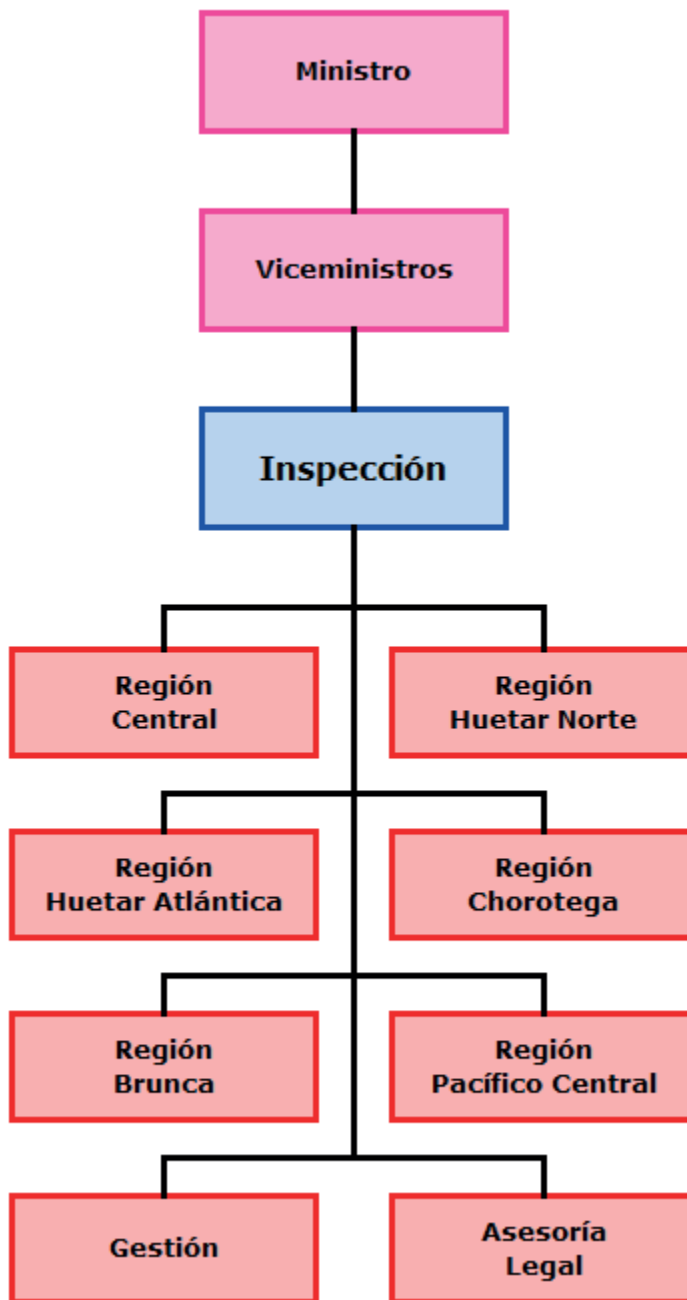 Ministro
Viceministros
Inspección
Región
Central
Región
Huetar Norte
Región
Huetar Atlántica
Región
Chorotega
Región
Brunca
Región
Pacífico Central
Gestión
Asesoría
Legal